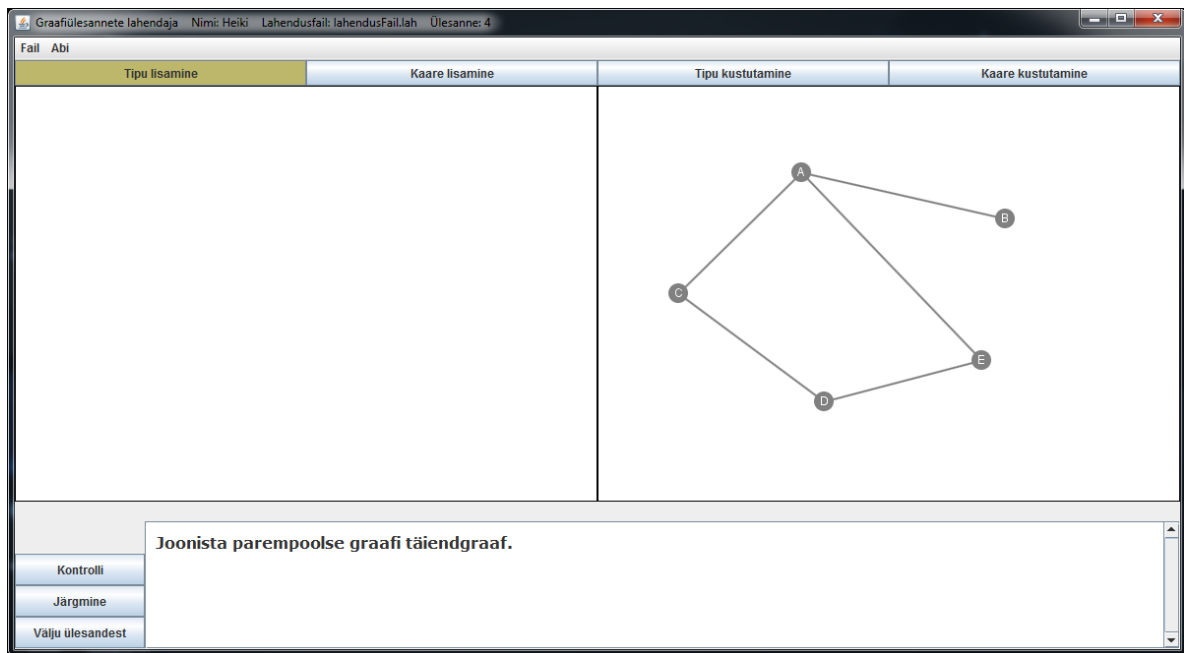 Graafiülesannete lahendaja Nimi: Heiki Lahendusfail: lahendusFail.lah Ülesanne: 4
Fail Abi
Tipu lisamine Kaare lisamine Tipu kustutamine Kaare kustutamine
A
B
C
E
D
Joonista parempoolse graafi täiendgraaf.
Kontrolli
Järgmine
Välju ülesandest